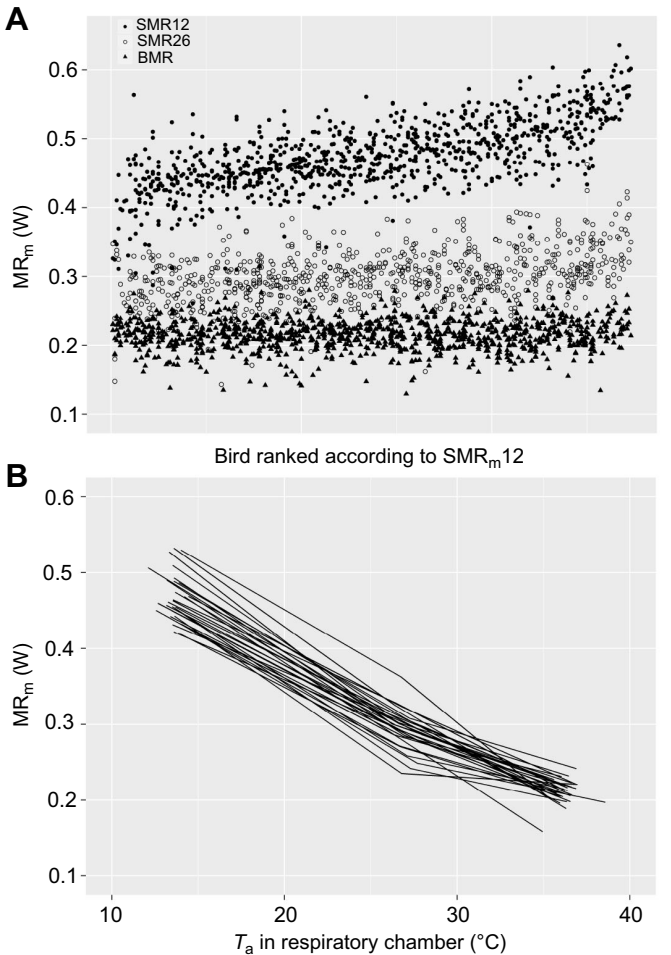 A
SMR12
SMR26
BMR
0.6
0.5
0.4
0.3
0.2
0.1
MRm (W)
Bird ranked according to SMRm12
B
0.6
0.5
0.4
0.3
0.2
0.1
MRm (W)
10 20 30 40
Ta in respiratory chamber (°C)